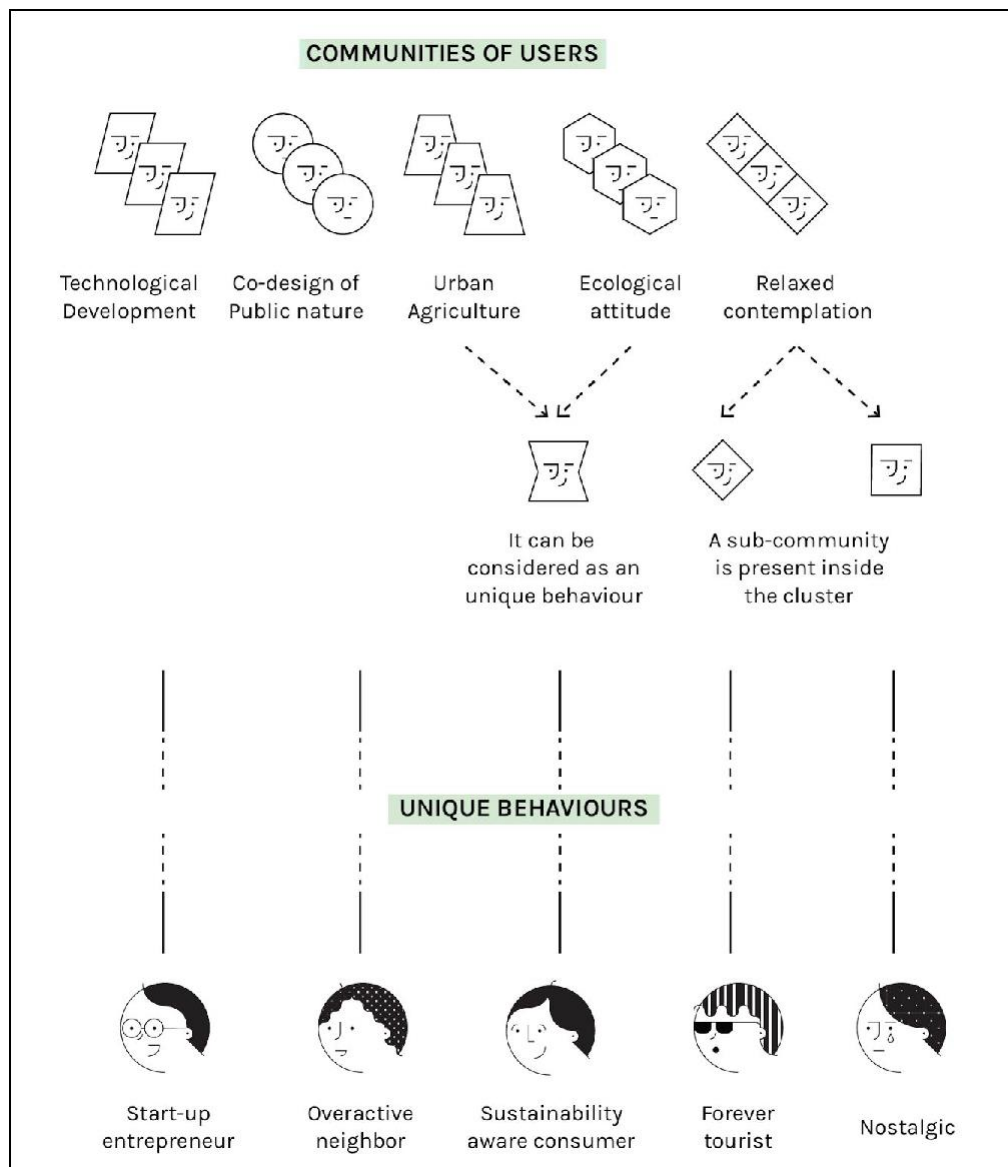 COMMUNITIES OF USERS
Technological
Development
Co-design of
Public nature
Urban
Agriculture
Ecological
attitude
Relaxed
contemplation
It can be
considered as an
unique behaviour
A sub-community
is present inside
the cluster
UNIQUE BEHAVIOURS
Start-up
entrepreneur
Overactive
neighbor
Sustainability
aware consumer
Forever
tourist
Nostalgic